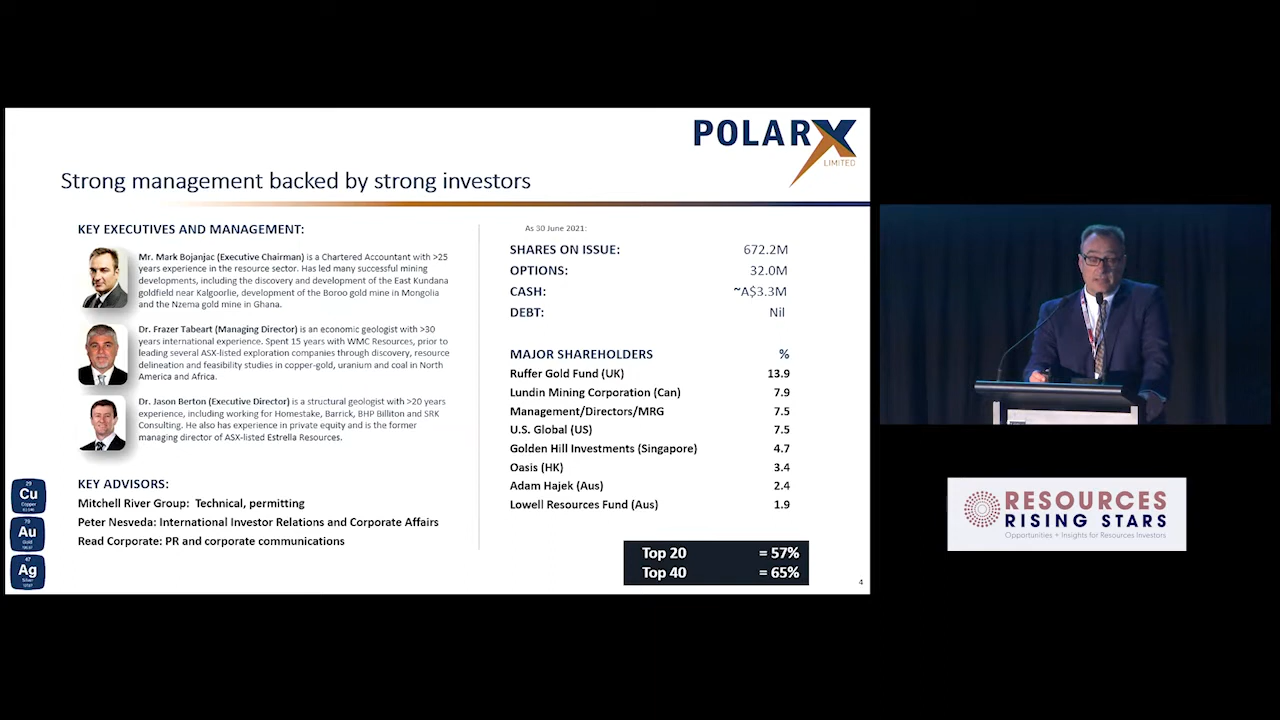 POLARX
LIMITED
Strong management backed by strong investors
KEY EXECUTIVES AND MANAGEMENT:
Mr. Mark Bojanjac (Executive Chairman) is a Chartered Accountant with >25
years experience in the resource sector. Has led many successful mining
developments, including the discovery and development of the East Kundana
goldfield near Kalgoorlie, development of the Boroo gold mine in Mongolia
and the Nzema gold mine in Ghana.
Dr. Frazer Tabeart (Managing Director) is an economic geologist with >30
years international experience. Spent 15 years with WMC Resources, prior to
leading several ASX-listed exploration companies through discovery, resource
delineation and feasibility studies in copper-gold, uranium and coal in North
America and Africa.
Dr. Jason Berton (Executive Director) is a structural geologist with >20 years
experience, including working for Homestake, Barrick, BHP Billiton and SRK
Consulting. He also has experience in private equity and is the former
managing director of ASX-listed Estrella Resources.
KEY ADVISORS:
Mitchell River Group: Technical, permitting
Peter Nesveda: International Investor Relations and Corporate Affairs
Read Corporate: PR and corporate communications
29
Cu
Copper
79
Au
Gold
47
Ag
Silver
As 30 June 2021:
SHARES ON ISSUE: 672.2M
OPTIONS: 32.0M
CASH: ~A$3.3M
DEBT: Nil
MAJOR SHAREHOLDERS %
Ruffer Gold Fund (UK) 13.9
Lundin Mining Corporation (Can) 7.9
Management/Directors/MRG 7.5
U.S. Global (US) 7.5
Golden Hill Investments (Singapore) 4.7
Oasis (HK) 3.4
Adam Hajek (Aus) 2.4
Lowell Resources Fund (Aus) 1.9
Top 20 = 57%
Top 40 = 65%
4
RESOURCES
RISING STARS
Opportunities + Insights for Resources Investors